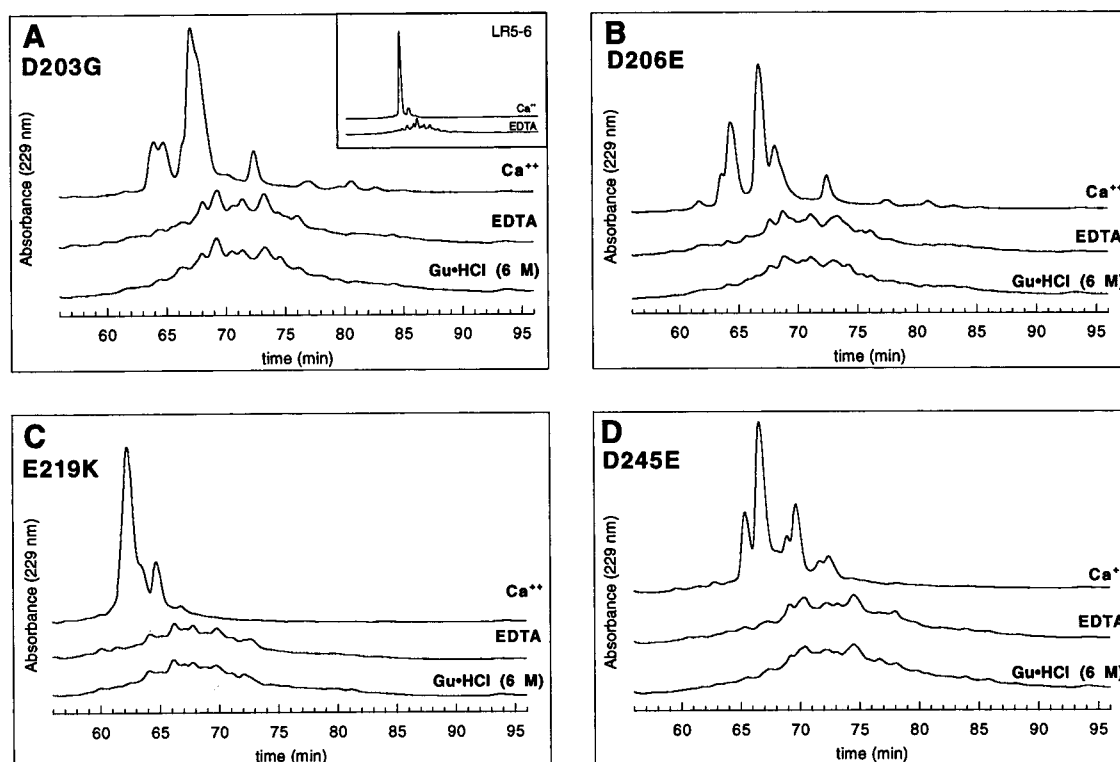 A
D203G
LR5-6
Ca++
EDTA
Ca++
EDTA
Gu•HCl (6 M)
Absorbance (229 nm)
60 65 70 75 80 85 90 95
time (min)
B
D206E
Ca++
EDTA
Gu•HCl (6 M)
Absorbance (229 nm)
60 65 70 75 80 85 90 95
time (min)
C
E219K
Ca++
EDTA
Gu•HCl (6 M)
Absorbance (229 nm)
60 65 70 75 80 85 90 95
time (min)
D
D245E
Ca+
EDTA
Gu•HCl (6 M)
Absorbance (229 nm)
60 65 70 75 80 85 90 95
time (min)